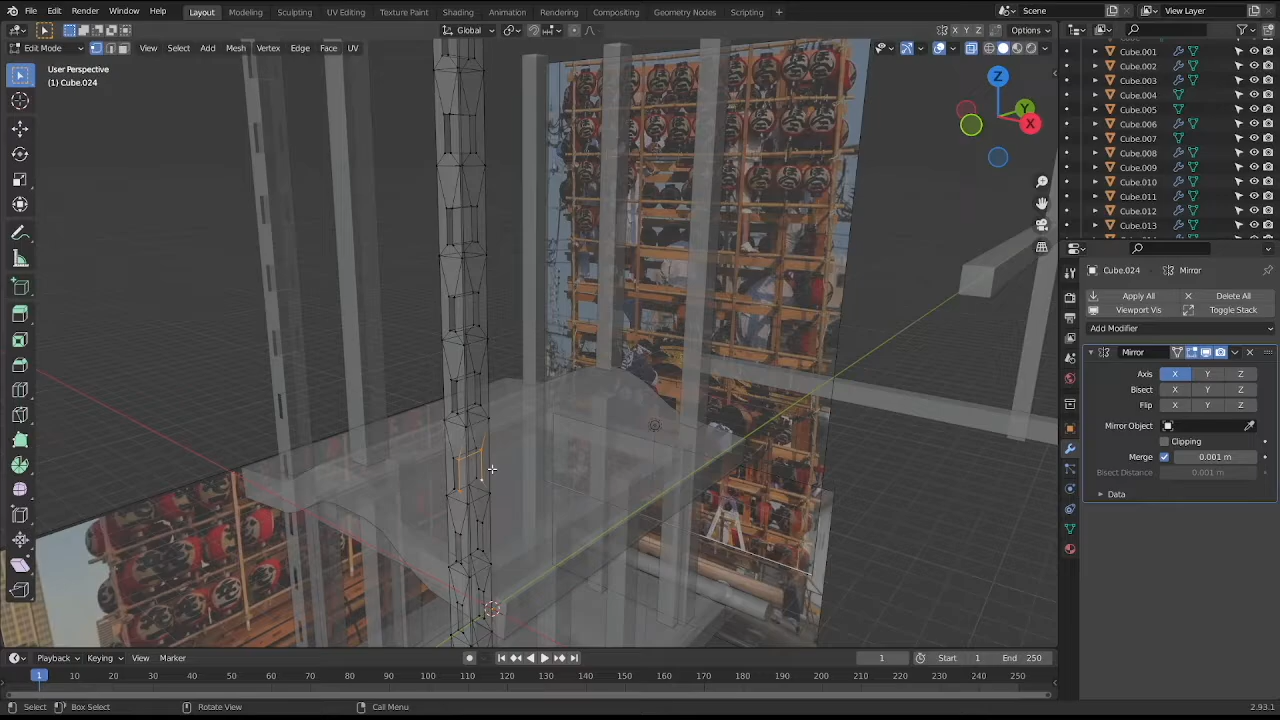 File Edit Render Window Help Layout Modeling Sculpting UV Editing Texture Paint Shading Animation Rendering Compositing Geometry Nodes Scripting Scene View Layer
Edit Mode View Select Add Mesh Vertex Edge Face UV Global X Y Z Options
User Perspective
(1) Cube.024
Z
Y
X
Cube.001
Cube.002
Cube.003
Cube.004
Cube.005
Cube.006
Cube.007
Cube.008
Cube.009
Cube.010
Cube.011
Cube.012
Cube.013
Cube.024 Mirror
Apply All Delete All
Viewport Vis Toggle Stack
Add Modifier
Mirror
Axis X Y Z
Bisect X Y Z
Flip X Y Z
Mirror Object
Clipping
Merge 0.001 m
Bisect Distance 0.001 m
Data
Playback Keying View Marker 1 Start 1 End 250
1 10 20 30 40 50 60 70 80 90 100 110 120 130 140 150 160 170 180 190 200 210 220 230 240 250
Select Box Select Rotate View Call Menu 2.93.1